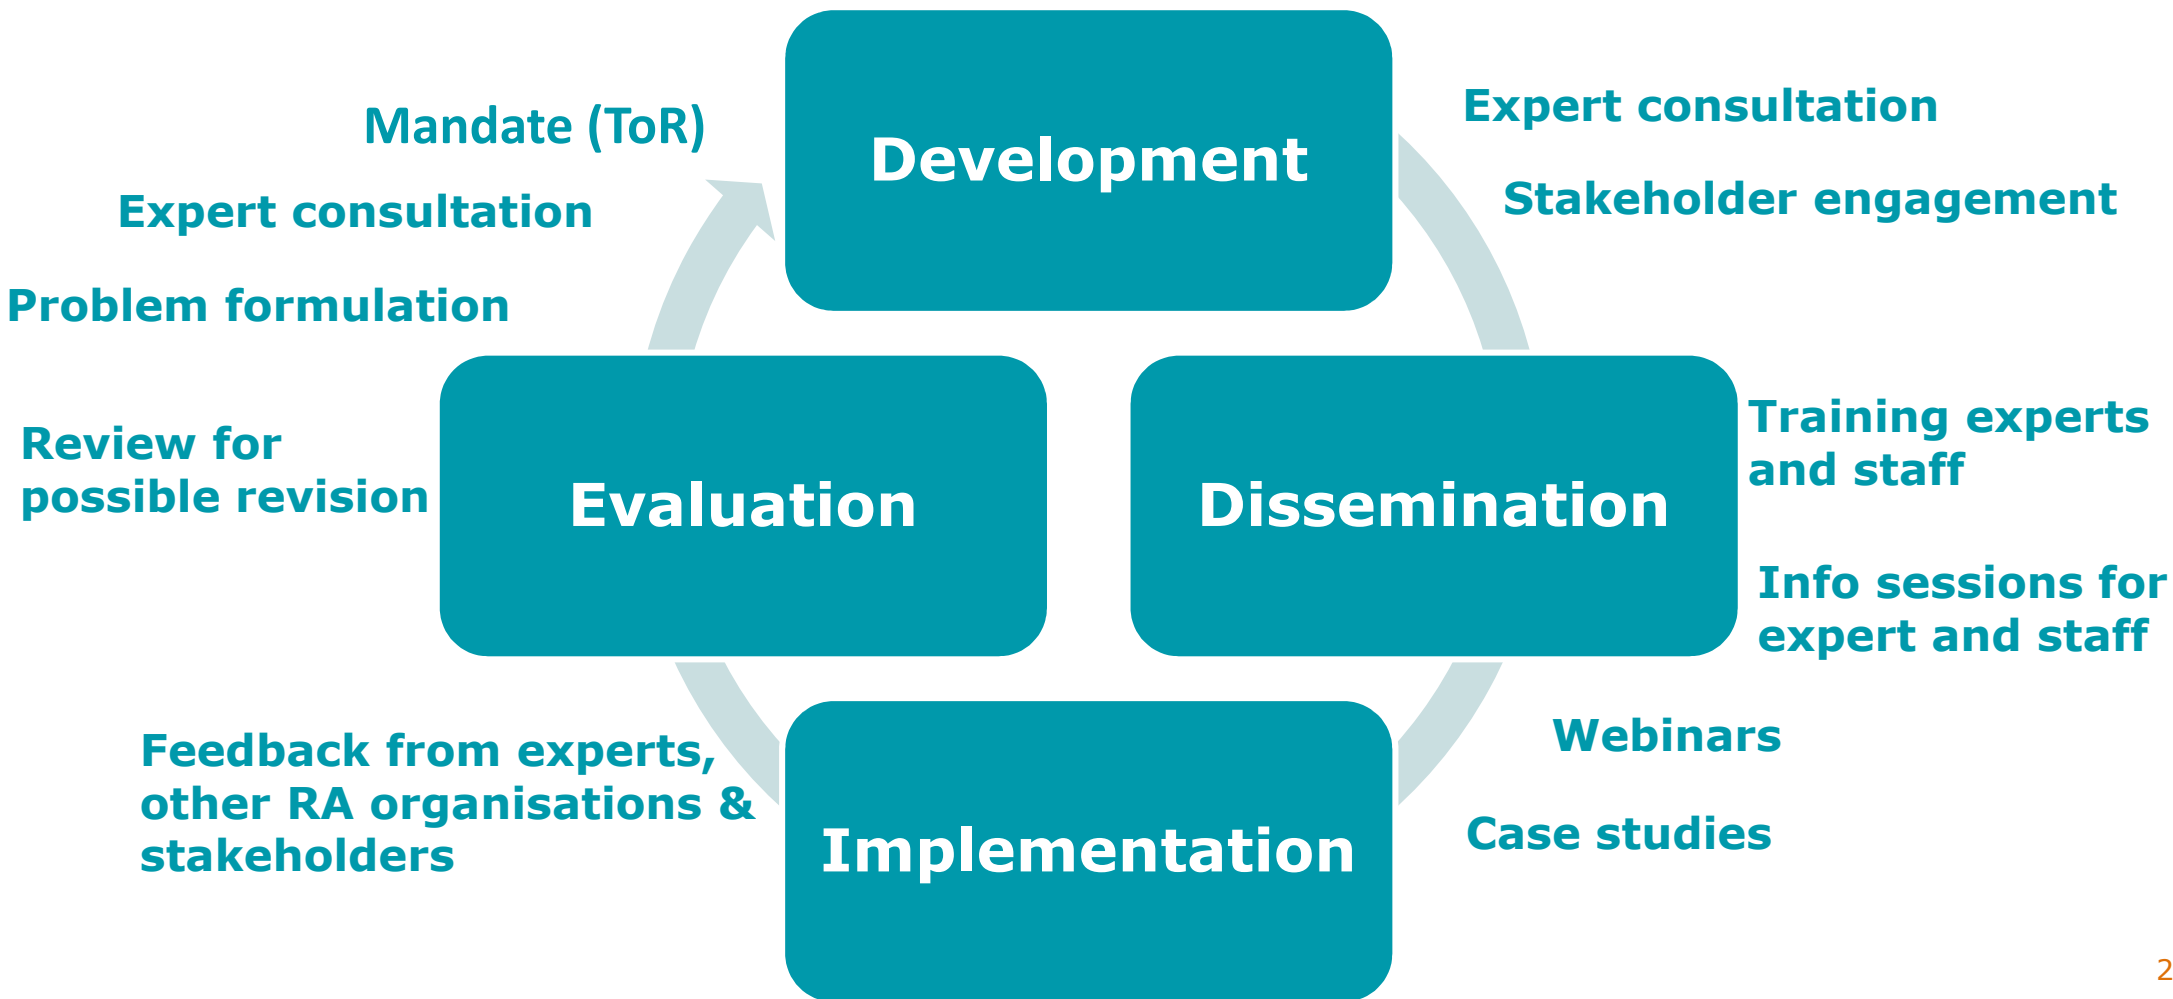 Development
Mandate (ToR)
Expert consultation
Problem formulation
Expert consultation
Stakeholder engagement
Evaluation
Review for
possible revision
Dissemination
Training experts
and staff
Info sessions for
expert and staff
Implementation
Feedback from experts,
other RA organisations &
stakeholders
Webinars
Case studies
2